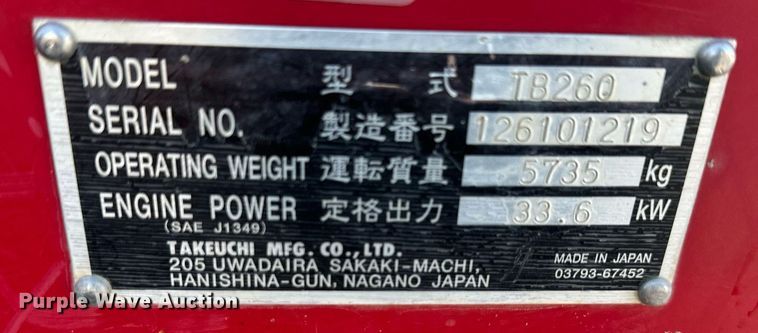 MODEL 型 式 TB260
SERIAL NO. 製造番号 126101219
OPERATING WEIGHT 運転質量 5735 kg
ENGINE POWER 定格出力 33.6 kW
(SAE J1349)
TAKEUCHI MFG. CO., LTD.
205 UWADAIRA SAKAKI-MACHI,
HANISHINA-GUN, NAGANO JAPAN
MADE IN JAPAN
03793-67452
Purple Wave Auction